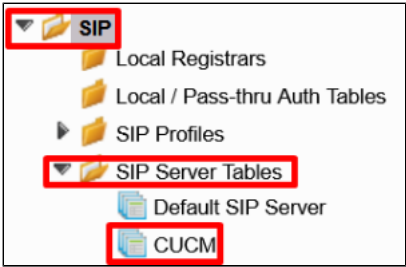 SIP
Local Registrars
Local / Pass-thru Auth Tables
SIP Profiles
SIP Server Tables
Default SIP Server
CUCM